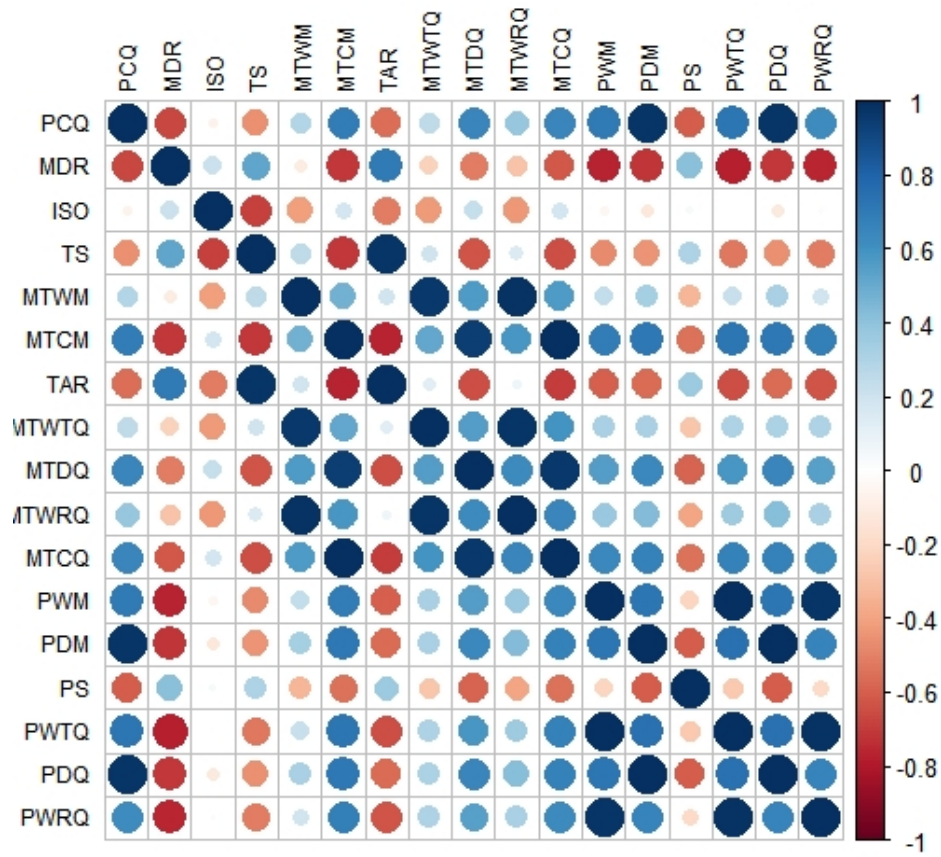 PCQ MDR ISO TS MTWM MTCM TAR MTWTQ MTDQ MTWRQ MTCQ PWM PDM PS PWTQ PDQ PWRQ
PCQ
MDR
ISO
TS
MTWM
MTCM
TAR
MTWTQ
MTDQ
MTWRQ
MTCQ
PWM
PDM
PS
PWTQ
PDQ
PWRQ
1
0.8
0.6
0.4
0.2
0
-0.2
-0.4
-0.6
-0.8
-1